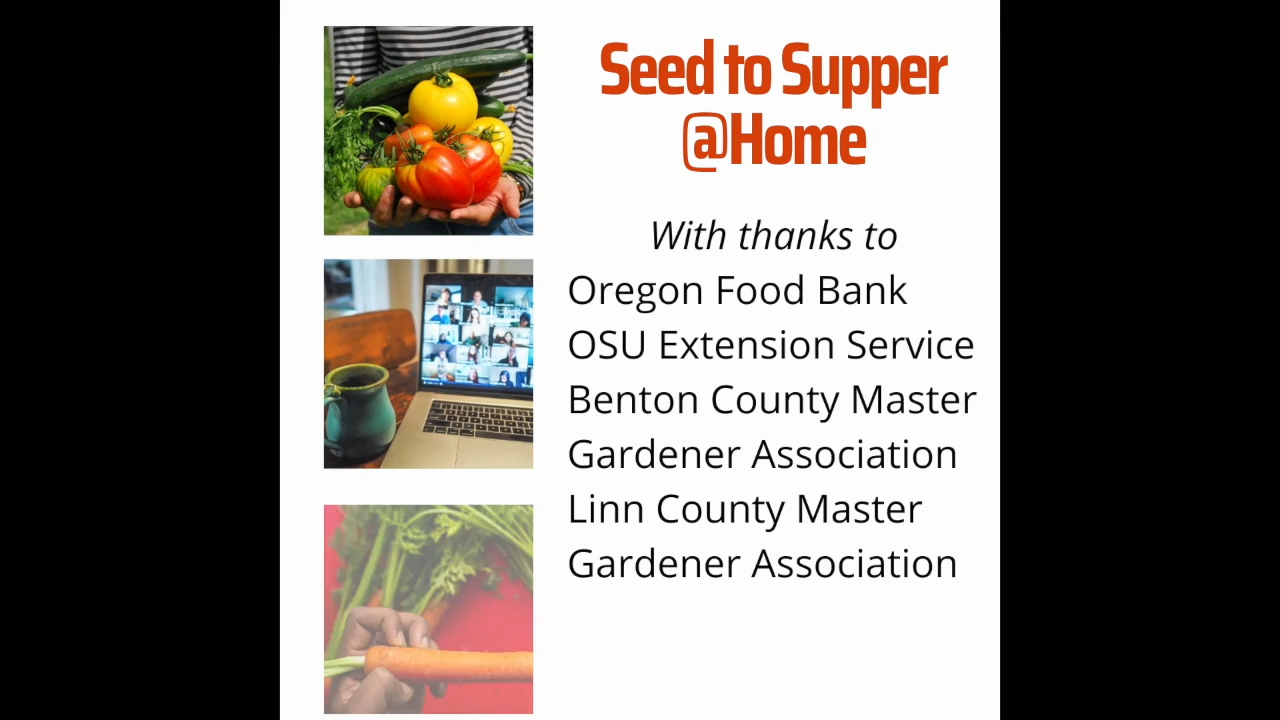 Seed to Supper
@Home
With thanks to
Oregon Food Bank
OSU Extension Service
Benton County Master
Gardener Association
Linn County Master
Gardener Association